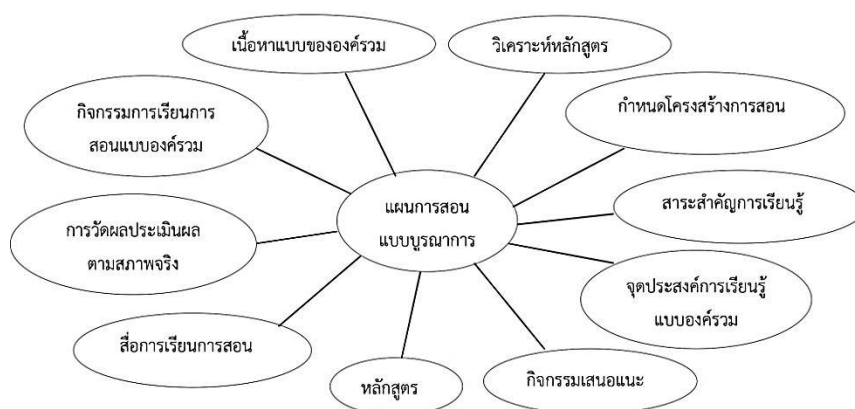 เนื้อหาแบบขององค์รวม
วิเคราะห์หลักสูตร
กิจกรรมการเรียนการ
สอนแบบองค์รวม
กำหนดโครงสร้างการสอน
แผนการสอน
แบบบูรณาการ
สาระสำคัญการเรียนรู้
การวัดผลประเมินผล
ตามสภาพจริง
จุดประสงค์การเรียนรู้
แบบองค์รวม
สื่อการเรียนการสอน
หลักสูตร
กิจกรรมเสนอแนะ